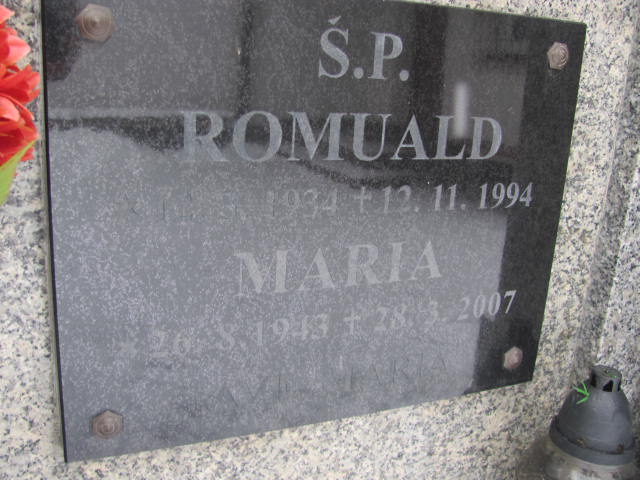 Ś.P.
ROMUALD
1934 + 12. 11. 1994
MARIA
* 26. 8. 1943 + 28. 3. 2007